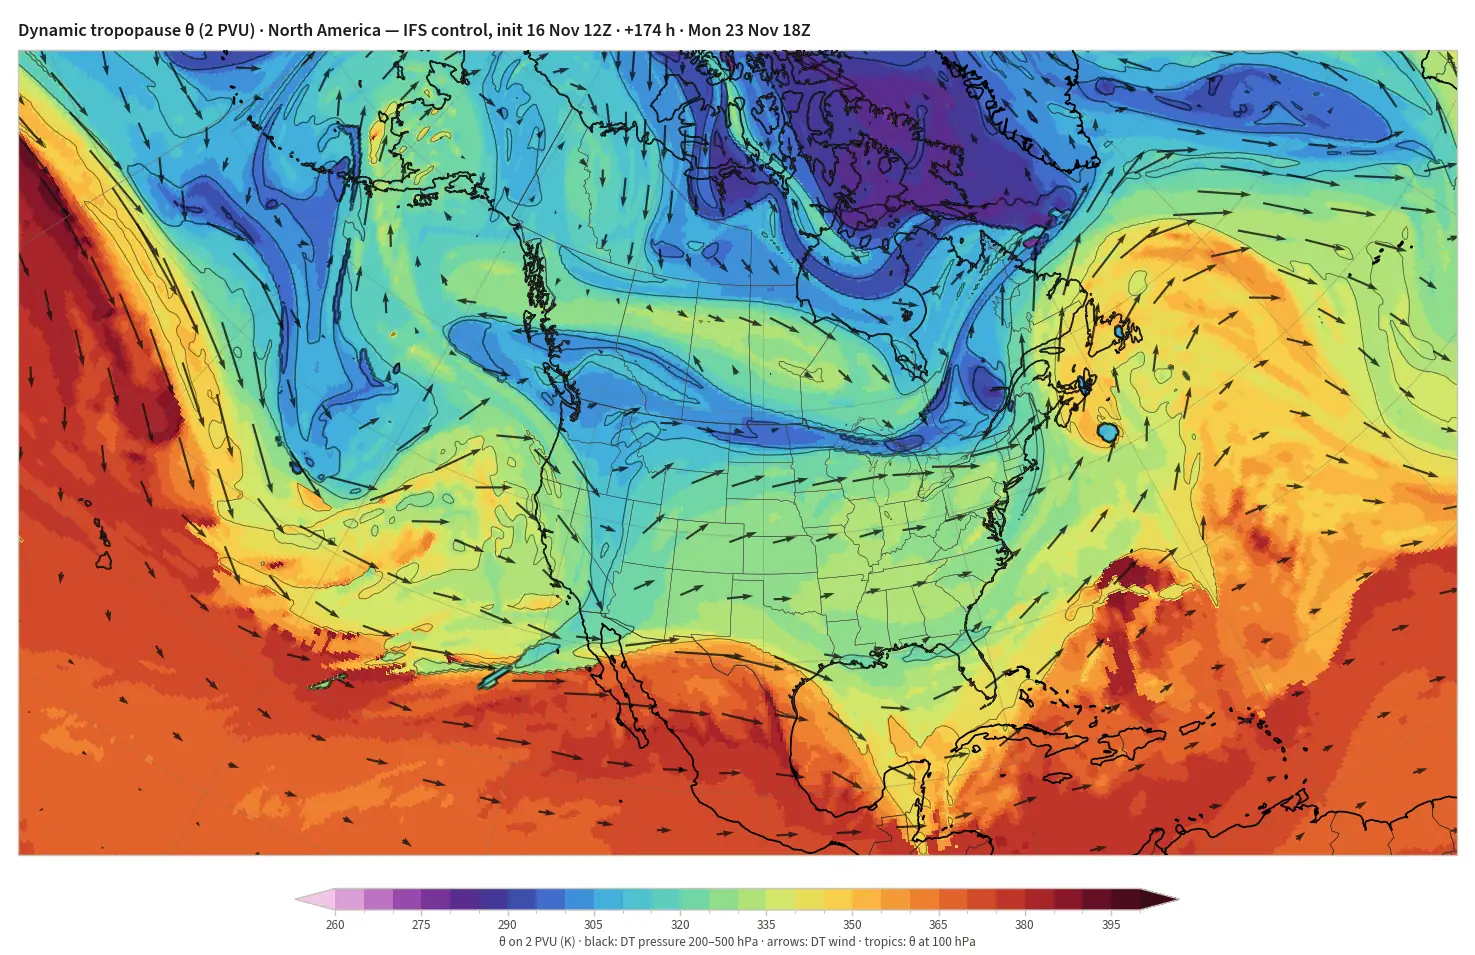 Dynamic tropopause θ (2 PVU) · North America — IFS control, init 16 Nov 12Z · +174 h · Mon 23 Nov 18Z
260 275 290 305 320 335 350 365 380 395
θ on 2 PVU (K) · black: DT pressure 200–500 hPa · arrows: DT wind · tropics: θ at 100 hPa